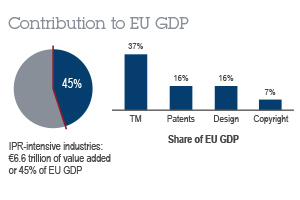 Contribution to EU GDP
45%
IPR-intensive industries:
€6.6 trillion of value added
or 45% of EU GDP
37%
16%
16%
7%
TM
Patents
Design
Copyright
Share of EU GDP